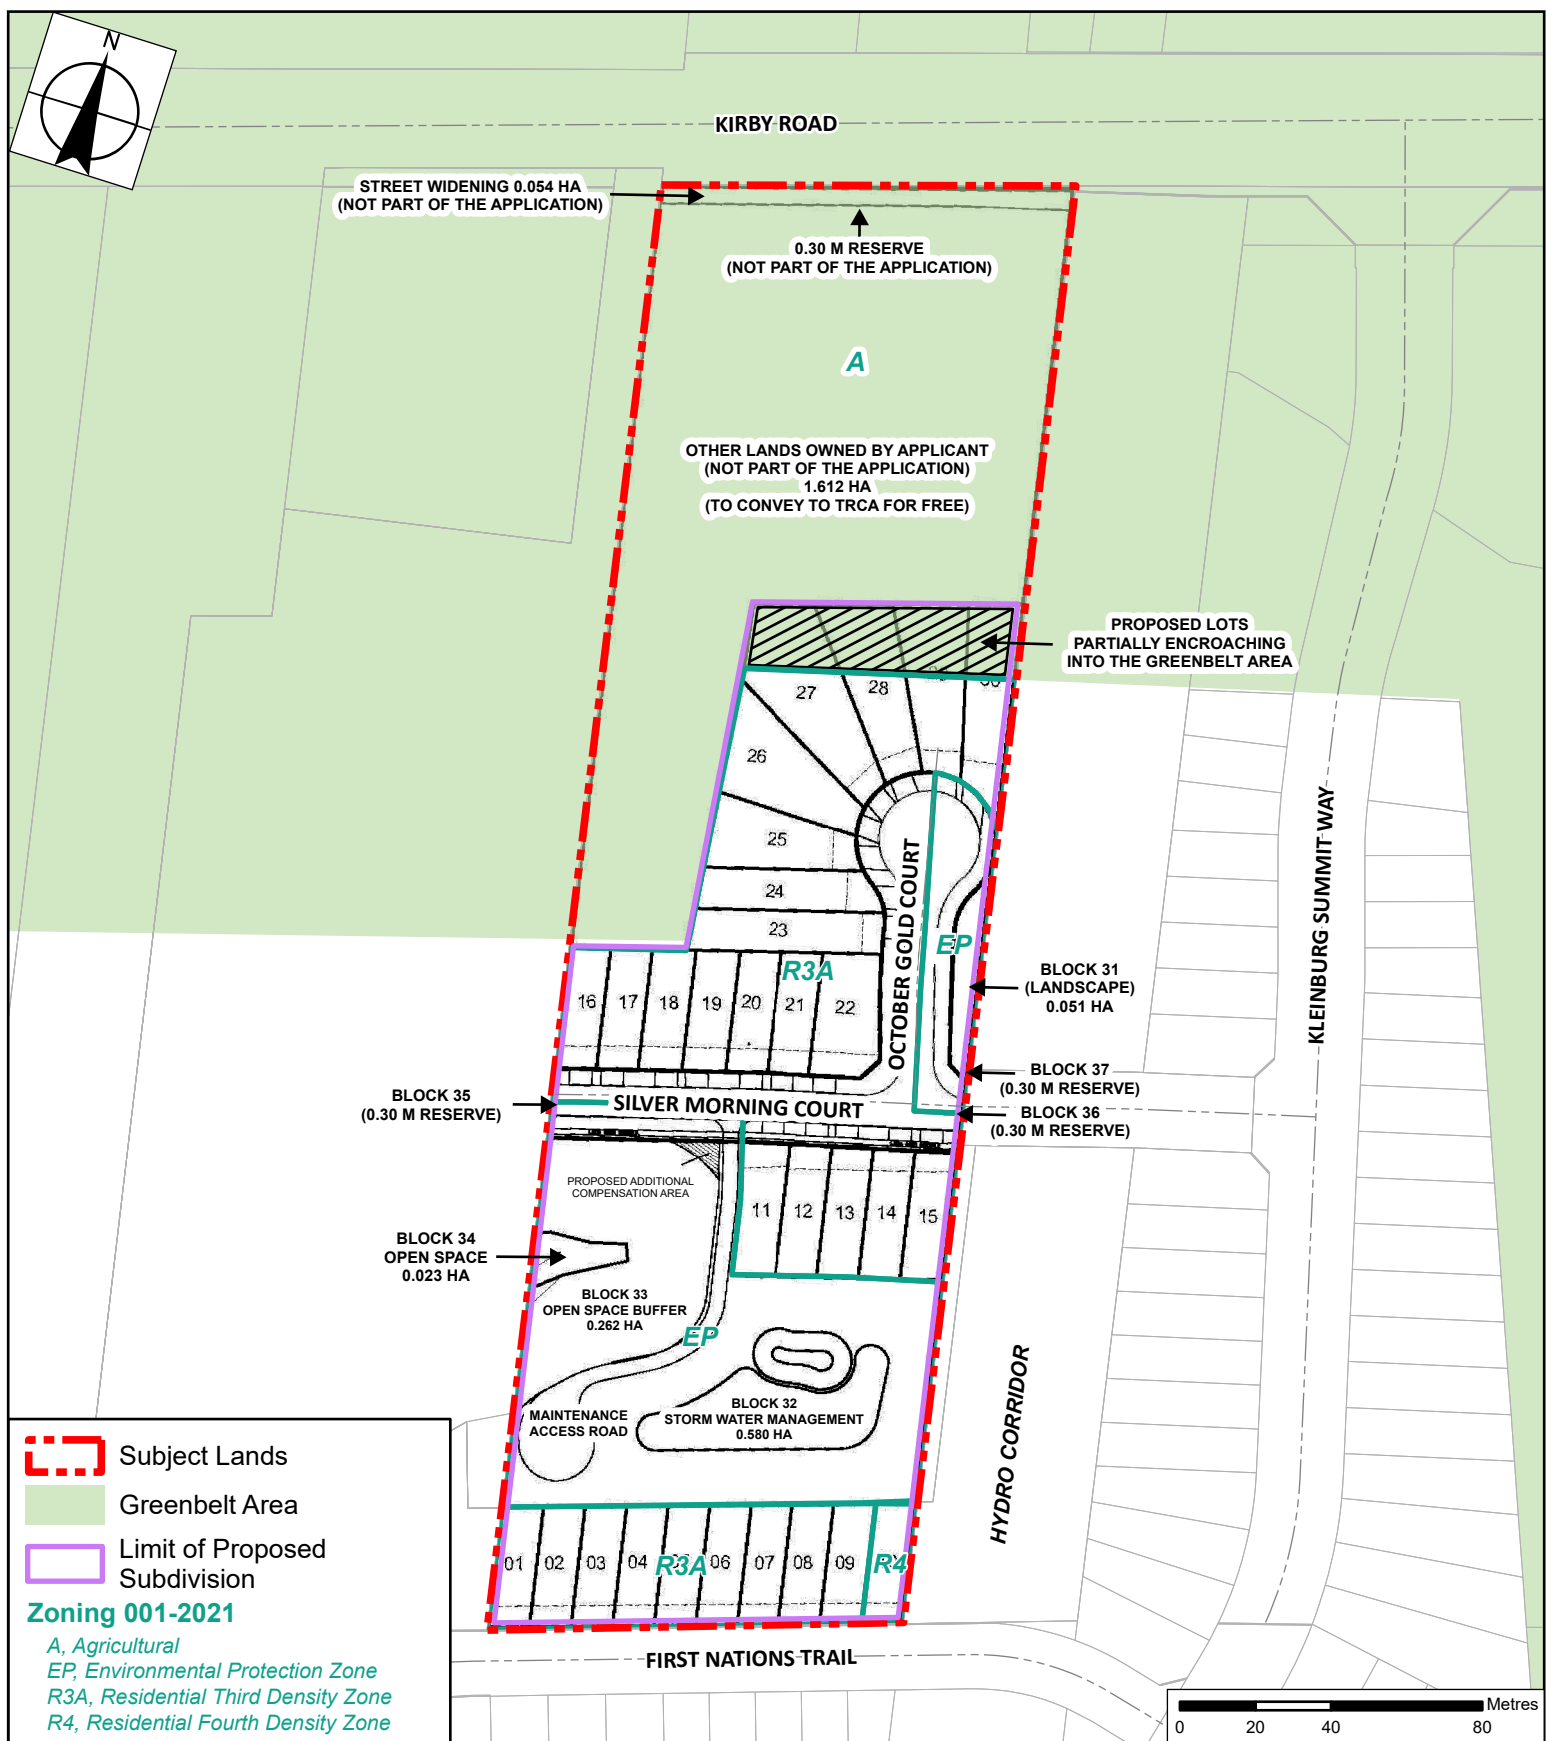 N
KIRBY ROAD
STREET WIDENING 0.054 HA
(NOT PART OF THE APPLICATION)
0.30 M RESERVE
(NOT PART OF THE APPLICATION)
A
OTHER LANDS OWNED BY APPLICANT
(NOT PART OF THE APPLICATION)
1.612 HA
(TO CONVEY TO TRCA FOR FREE)
PROPOSED LOTS
PARTIALLY ENCROACHING
INTO THE GREENBELT AREA
27
28
30
26
25
24
23
OCTOBER GOLD COURT
EP
R3A
KLEINBURG SUMMIT WAY
16
17
18
19
20
21
22
BLOCK 31
(LANDSCAPE)
0.051 HA
BLOCK 37
(0.30 M RESERVE)
BLOCK 35
(0.30 M RESERVE)
SILVER MORNING COURT
BLOCK 36
(0.30 M RESERVE)
PROPOSED ADDITIONAL
COMPENSATION AREA
11
12
13
14
15
BLOCK 34
OPEN SPACE
0.023 HA
BLOCK 33
OPEN SPACE BUFFER
0.262 HA
EP
HYDRO CORRIDOR
MAINTENANCE
ACCESS ROAD
BLOCK 32
STORM WATER MANAGEMENT
0.580 HA
01
02
03
04
R3A
06
07
08
09
R4
FIRST NATIONS TRAIL
Subject Lands
Greenbelt Area
Limit of Proposed
Subdivision
Zoning 001-2021
A, Agricultural
EP, Environmental Protection Zone
R3A, Residential Third Density Zone
R4, Residential Fourth Density Zone
Metres
0 20 40 80